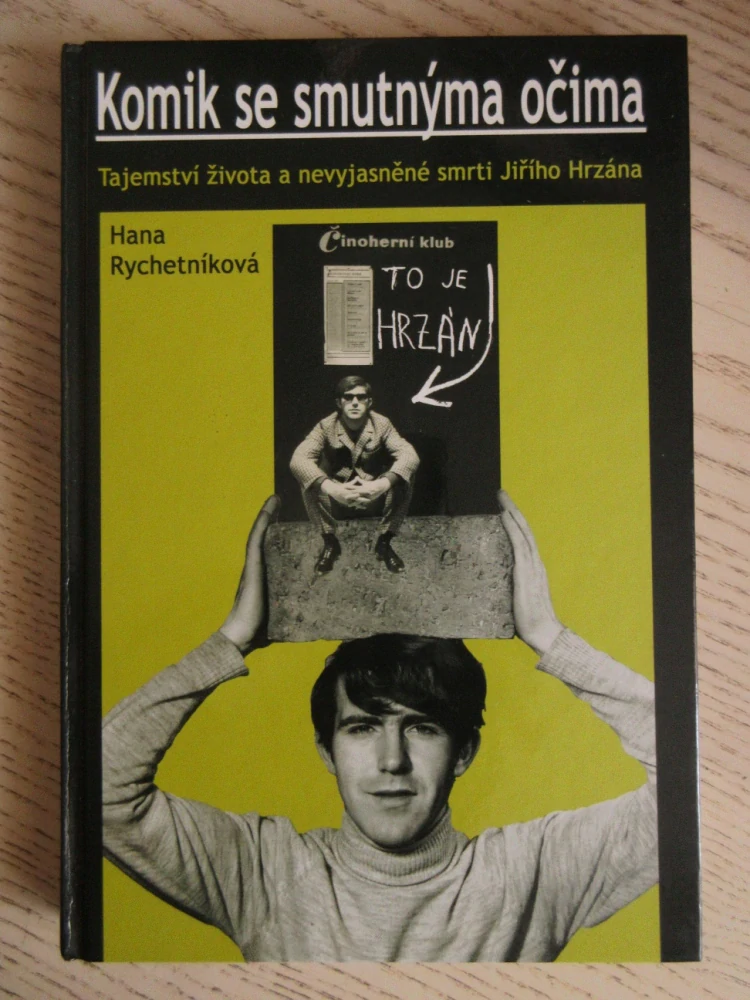 Komik se smutnýma očima
Tajemství života a nevyjasněné smrti Jiřího Hrzána
Hana
Rychetníková
Činoherní klub
TO JE
HRZÁN